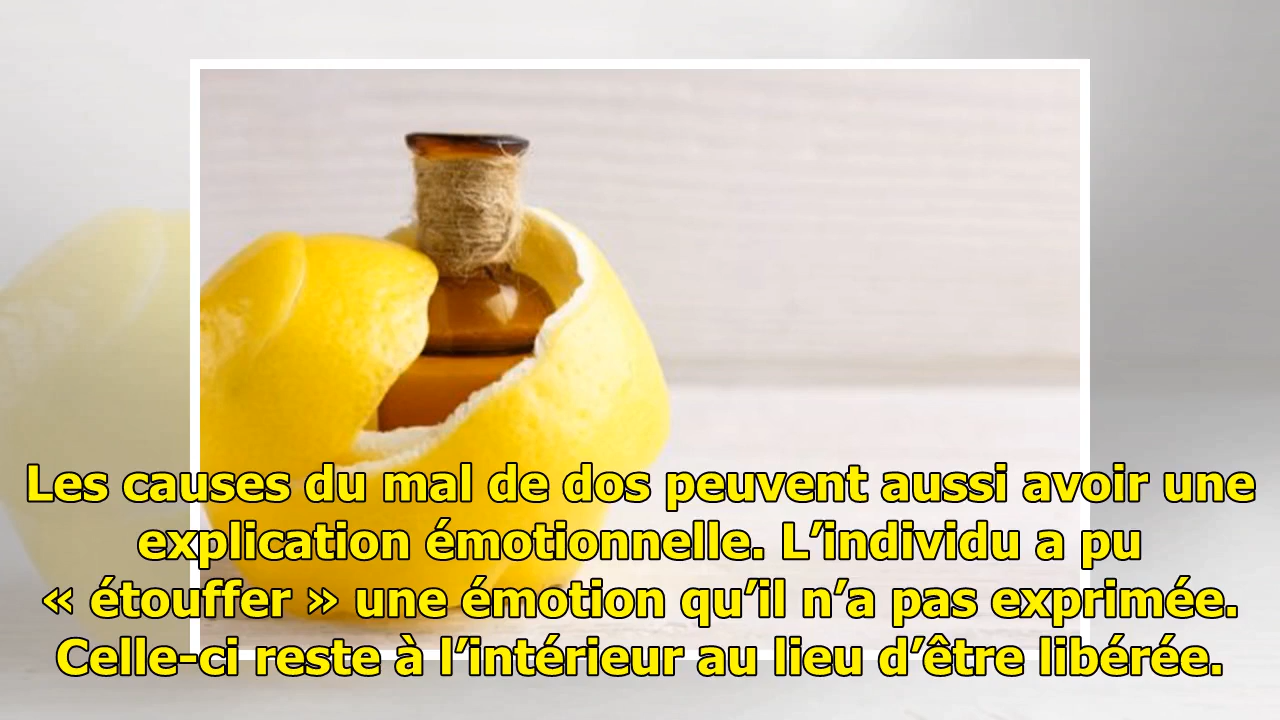 Les causes du mal de dos peuvent aussi avoir une
explication émotionnelle. L’individu a pu
« étouffer » une émotion qu’il n’a pas exprimée.
Celle-ci reste à l’intérieur au lieu d’être libérée.